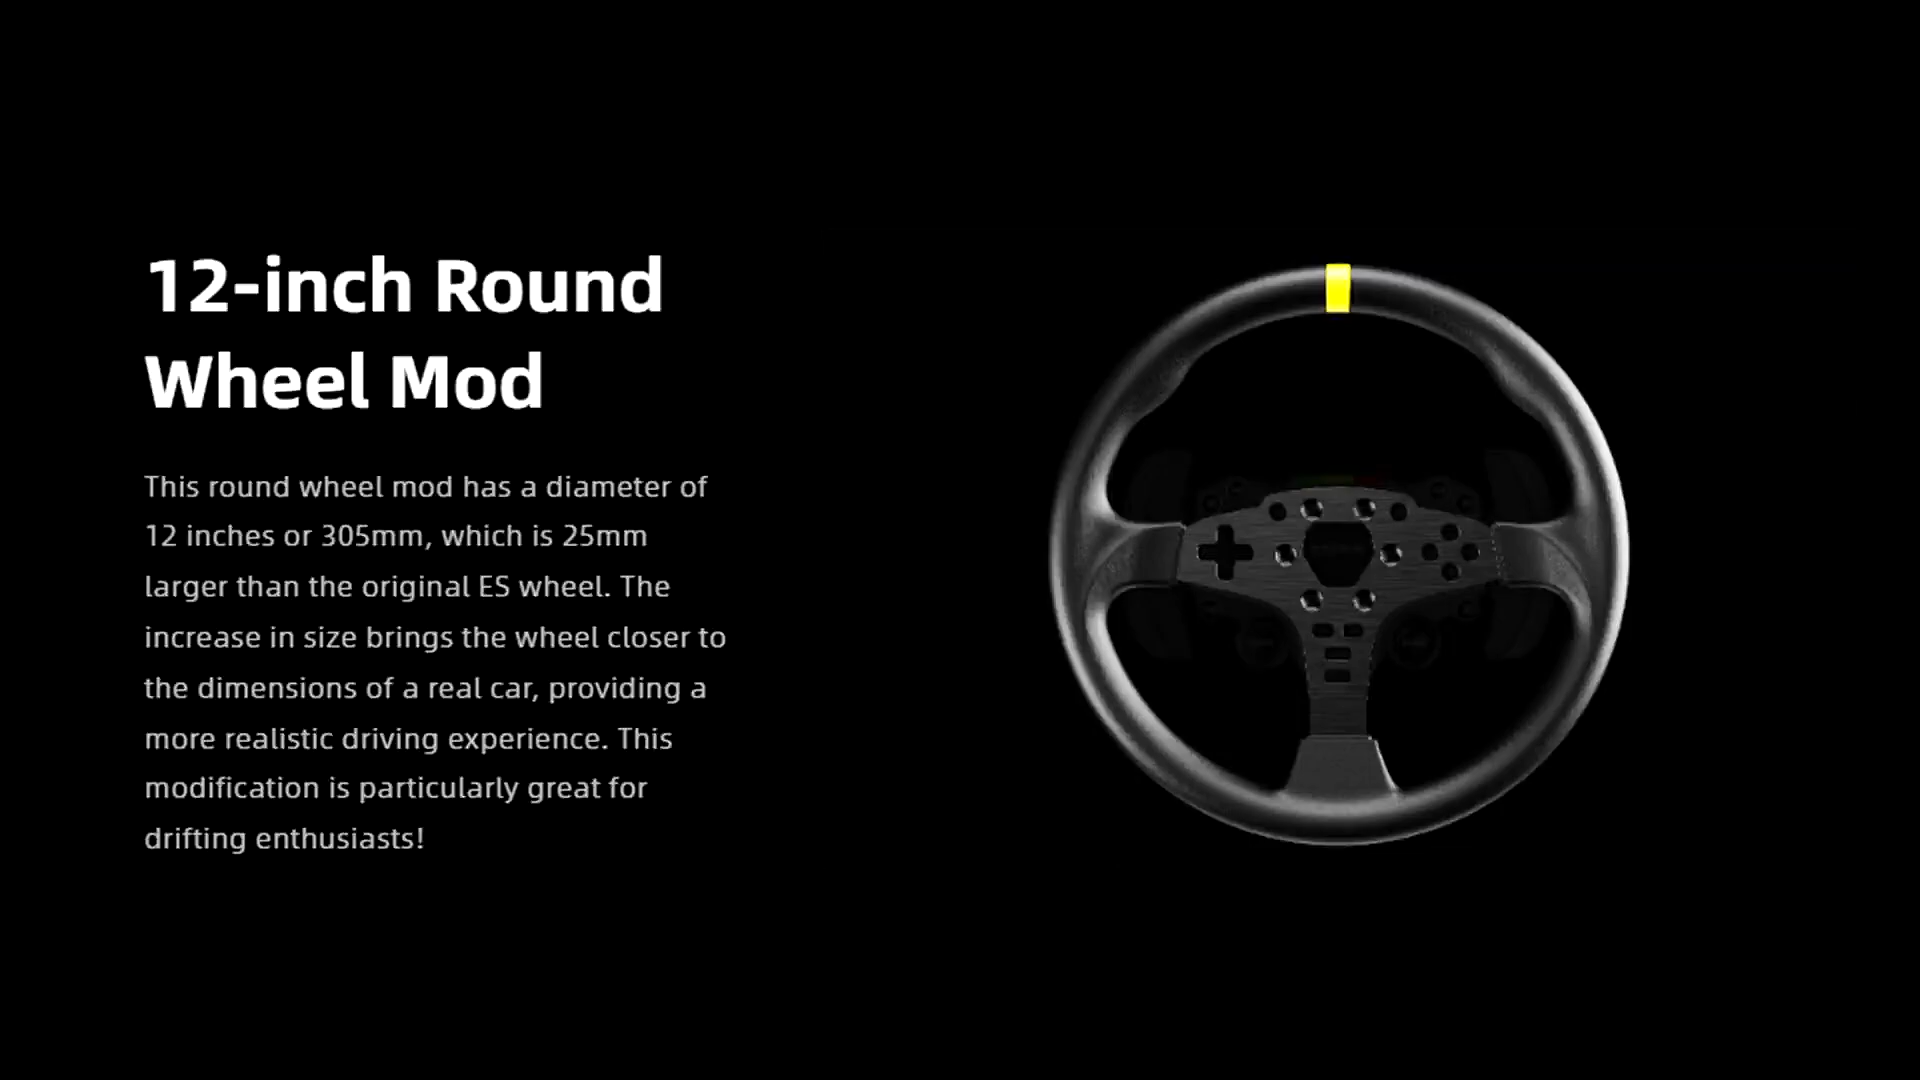 12-inch Round
Wheel Mod
This round wheel mod has a diameter of
12 inches or 305mm, which is 25mm
larger than the original ES wheel. The
increase in size brings the wheel closer to
the dimensions of a real car, providing a
more realistic driving experience. This
modification is particularly great for
drifting enthusiasts!